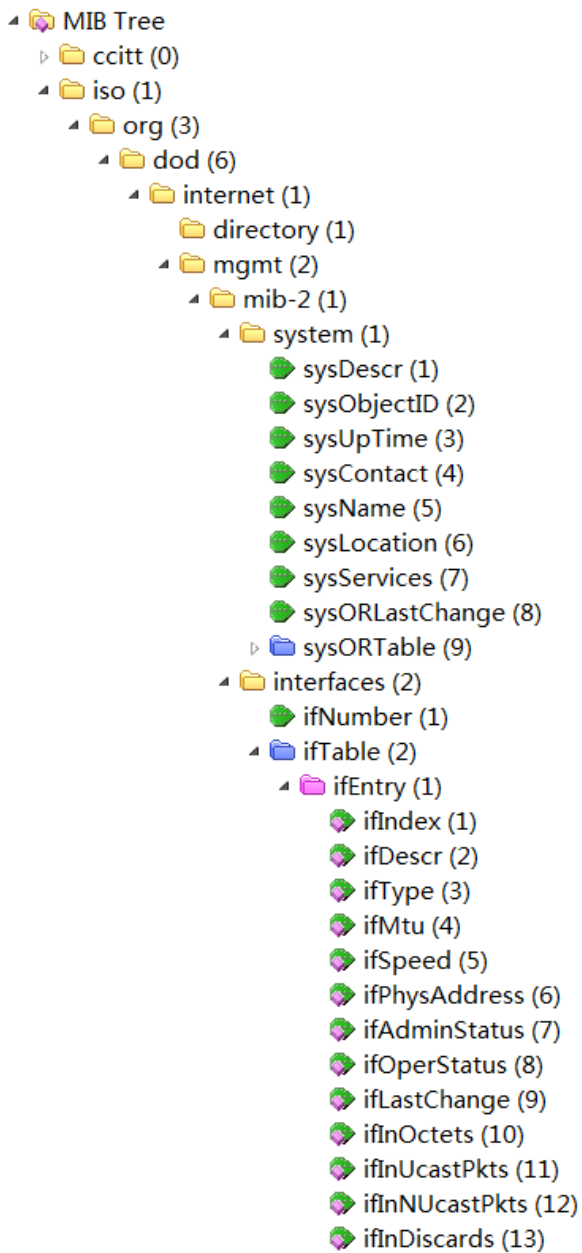 MIB Tree
ccitt (0)
iso (1)
org (3)
dod (6)
internet (1)
directory (1)
mgmt (2)
mib-2 (1)
system (1)
sysDescr (1)
sysObjectID (2)
sysUpTime (3)
sysContact (4)
sysName (5)
sysLocation (6)
sysServices (7)
sysORLastChange (8)
sysORTable (9)
interfaces (2)
ifNumber (1)
ifTable (2)
ifEntry (1)
ifIndex (1)
ifDescr (2)
ifType (3)
ifMtu (4)
ifSpeed (5)
ifPhysAddress (6)
ifAdminStatus (7)
ifOperStatus (8)
ifLastChange (9)
ifInOctets (10)
ifInUcastPkts (11)
ifInNUcastPkts (12)
ifInDiscards (13)